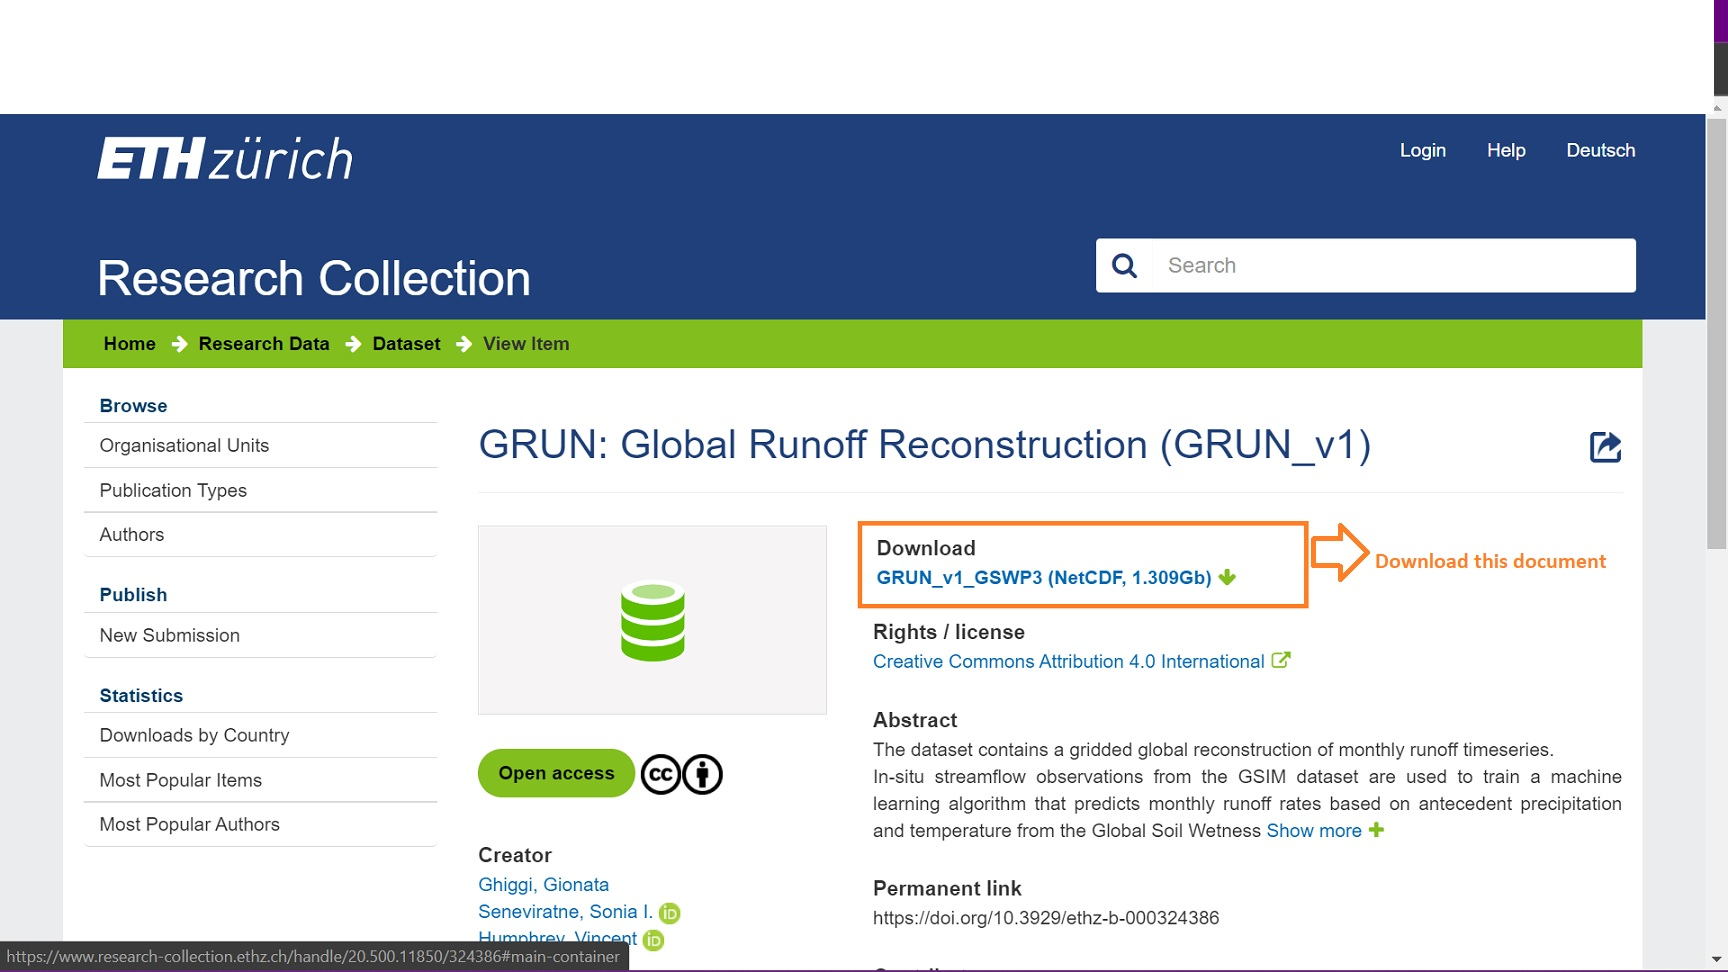 ETH zürich
Login Help Deutsch
Research Collection
Search
Home Research Data Dataset View Item
Browse
Organisational Units
Publication Types
Authors
Publish
New Submission
Statistics
Downloads by Country
Most Popular Items
Most Popular Authors
GRUN: Global Runoff Reconstruction (GRUN_v1)
Open access
cc
Creator
Ghiggi, Gionata
Seneviratne, Sonia I. iD
Humphrey, Vincent iD
Download
GRUN_v1_GSWP3 (NetCDF, 1.309Gb)
Download this document
Rights / license
Creative Commons Attribution 4.0 International
Abstract
The dataset contains a gridded global reconstruction of monthly runoff timeseries.
In-situ streamflow observations from the GSIM dataset are used to train a machine
learning algorithm that predicts monthly runoff rates based on antecedent precipitation
and temperature from the Global Soil Wetness Show more
Permanent link
https://doi.org/10.3929/ethz-b-000324386
https://www.research-collection.ethz.ch/handle/20.500.11850/324386#main-container